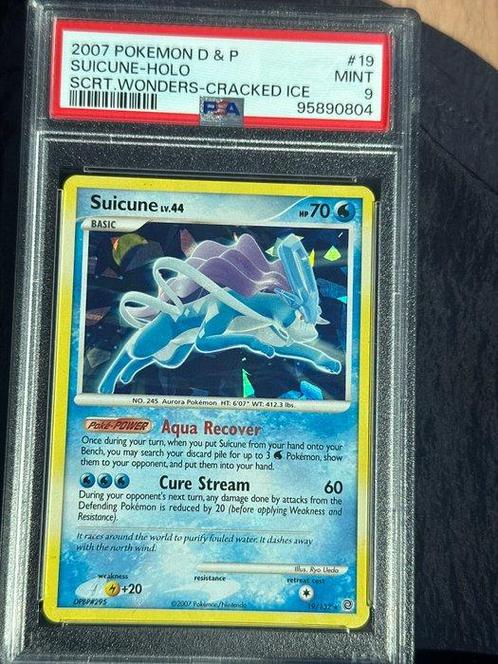 2007 POKEMON D & P #19
SUICUNE-HOLO MINT
SCRT.WONDERS-CRACKED ICE 9
PSA 95890804
Suicune LV.44 HP 70
BASIC
NO. 245 Aurora Pokémon HT: 6'07" WT: 412.3 lbs.
Poké-POWER Aqua Recover
Once during your turn, when you put Suicune from your hand onto your
Bench, you may search your discard pile for up to 3 Pokémon, show
them to your opponent, and put them into your hand.
Cure Stream 60
During your opponent's next turn, any damage done by attacks from the
Defending Pokémon is reduced by 20 (before applying Weakness and
Resistance).
It races around the world to purify fouled water. It dashes away
with the north wind.
Illus. Ryo Ueda
weakness resistance retreat cost
+20
DPBP#295 ©2007 Pokémon/Nintendo 19/132